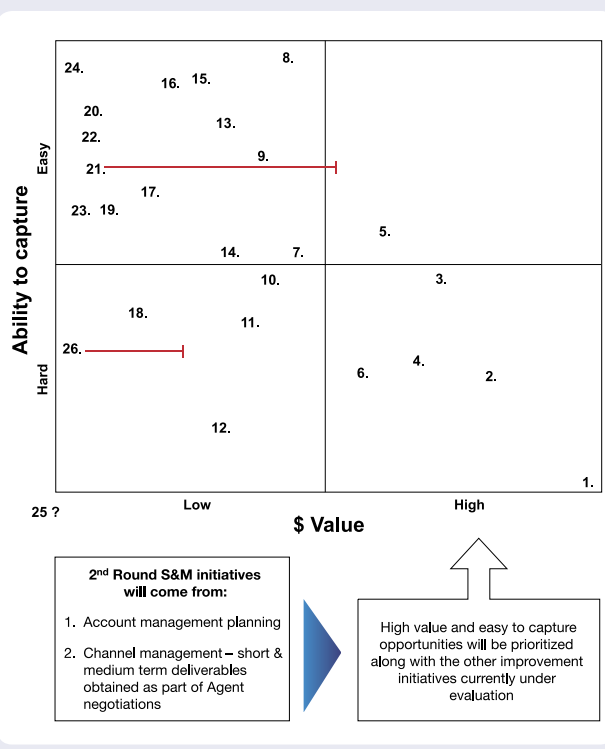 24.
8.
16.
15.
20.
13.
22.
9.
21.
17.
23.
19.
5.
14.
7.
10.
3.
18.
11.
26.
4.
6.
2.
12.
1.
Ability to capture
Easy
Hard
Low
High
25 ?
$ Value
2nd Round S&M initiatives
will come from:
1. Account management planning
2. Channel management – short &
medium term deliverables
obtained as part of Agent
negotiations
High value and easy to capture
opportunities will be prioritized
along with the other improvement
initiatives currently under
evaluation